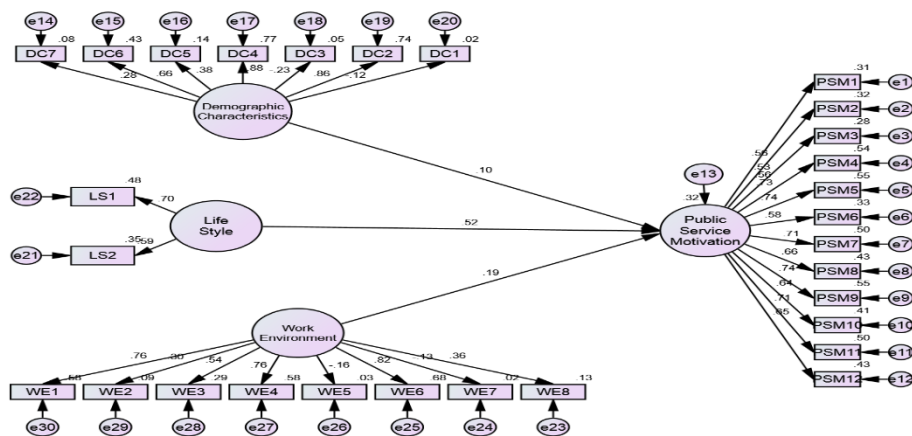 e14 e15 e16 e17 e18 e19 e20
.08 .43 .14 .77 .05 .74 .02
DC7 DC6 DC5 DC4 DC3 DC2 DC1
.28 .66 .38 .88 -.23 .86 -.12
Demographic
Characteristics
.10
e22 LS1 .48
.70
Life
Style
.52
e21 LS2 .35 .59
.19
Work
Environment
.76 .30 .54 .76 -.16 .82 -.13 .36
.58 .09 .29 .58 .03 .68 .02 .13
WE1 WE2 WE3 WE4 WE5 WE6 WE7 WE8
e30 e29 e28 e27 e26 e25 e24 e23
e13
.32
Public
Service
Motivation
.31
PSM1 e1
.32
PSM2 e2
.28
PSM3 e3
.54
PSM4 e4
.55
PSM5 e5
.33
PSM6 e6
.50
PSM7 e7
.43
PSM8 e8
.55
PSM9 e9
.41
PSM10 e10
.50
PSM11 e11
.43
PSM12 e12
.53
.56
.73
.74
.58
.71
.66
.74
.64
.71
.65